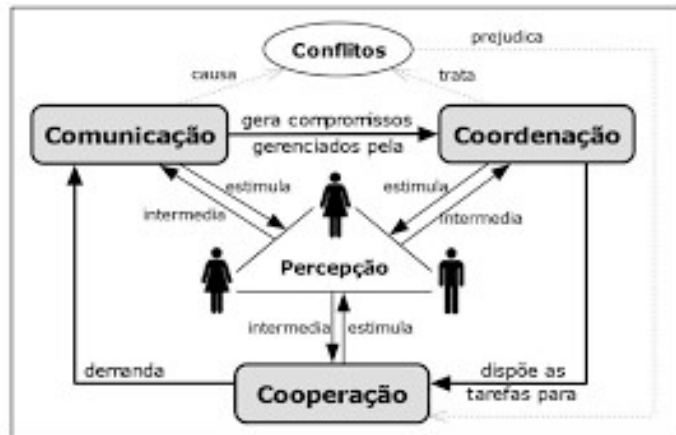 Conflitos
prejudica
causa
trata
Comunicação
gera compromissos
gerenciados pela
Coordenação
estimula
intermedia
estimula
intermedia
Percepção
intermedia
estimula
demanda
Cooperação
dispõe as
tarefas para